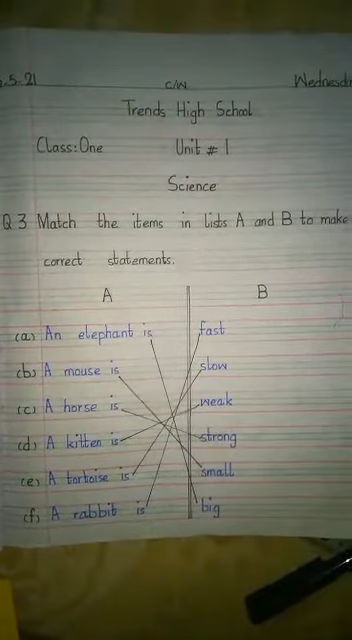 .5.21 C/W Wednesda
Trends High School
Class:One Unit # 1
Science
Q 3 Match the items in lists A and B to make
correct statements.
A B
(a) An elephant is fast
(b) A mouse is slow
(c) A horse is weak
(d) A kitten is strong
(e) A tortoise is small
(f) A rabbit is big